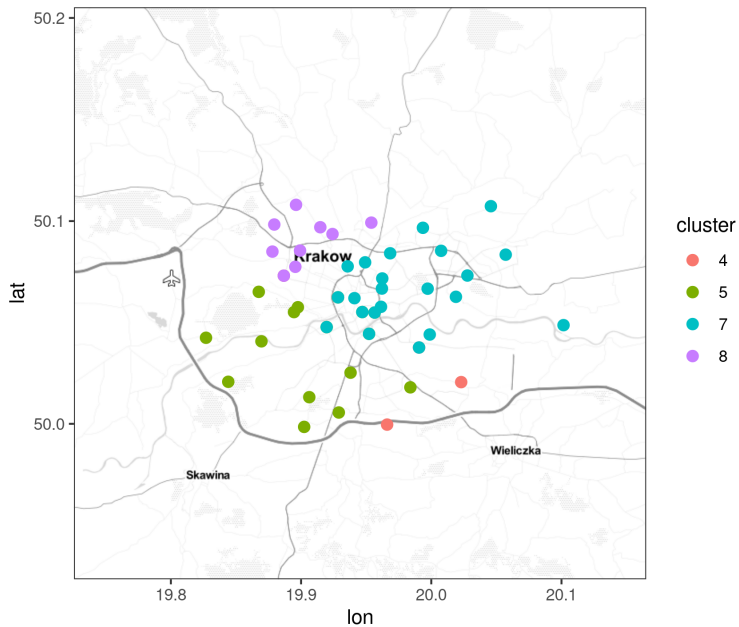 50.2
50.1
50.0
lat
Krakow
Skawina
Wieliczka
19.8
19.9
20.0
20.1
lon
cluster
4
5
7
8